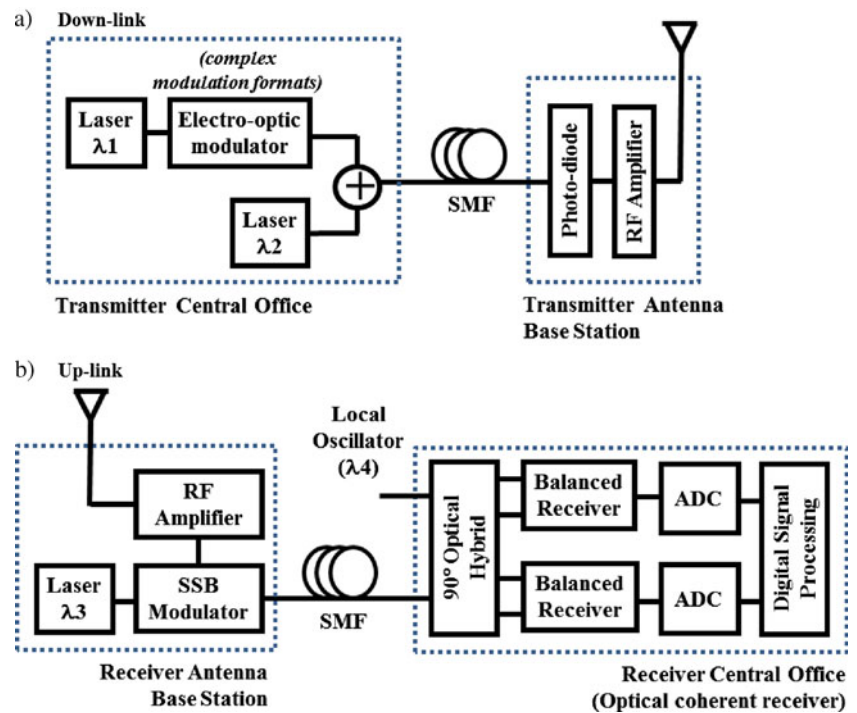 a)
Down-link
(complex
modulation formats)
Laser
λ1
Electro-optic
modulator
Laser
λ2
SMF
Photo-diode
RF Amplifier
Transmitter Central Office
Transmitter Antenna
Base Station
b)
Up-link
Local
Oscillator
(λ4)
RF
Amplifier
Laser
λ3
SSB
Modulator
SMF
90° Optical
Hybrid
Balanced
Receiver
ADC
Balanced
Receiver
ADC
Digital Signal
Processing
Receiver Antenna
Base Station
Receiver Central Office
(Optical coherent receiver)